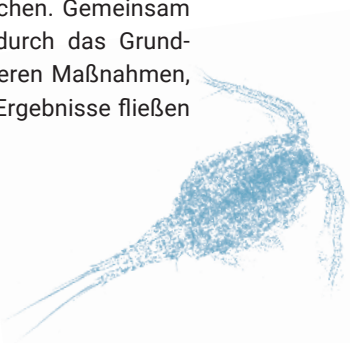 chen. Gemeinsam
durch das Grund-
eren Maßnahmen,
Ergebnisse fließen